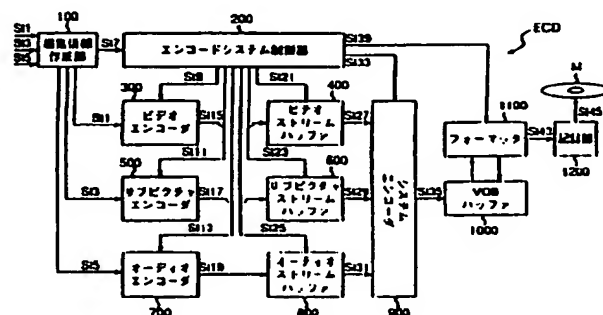 100
200
ECD
St1
St3
St5
編集情報
作成部
St7
エンコードシステム制御部
St39
St33
St9
St21
300
400
M
St1
ビデオ
エンコーダ
St15
ビデオ
ストリーム
バッファ
St27
1100
フォーマッタ
St43
St45
記録部
1200
St11
St23
500
600
St3
サブピクチャ
エンコーダ
St17
サブピクチャ
ストリーム
バッファ
St29
システム
エンコーダ
St35
VOB
バッファ
1000
St13
St25
St5
オーディオ
エンコーダ
St19
オーディオ
ストリーム
バッファ
St31
700
800
900